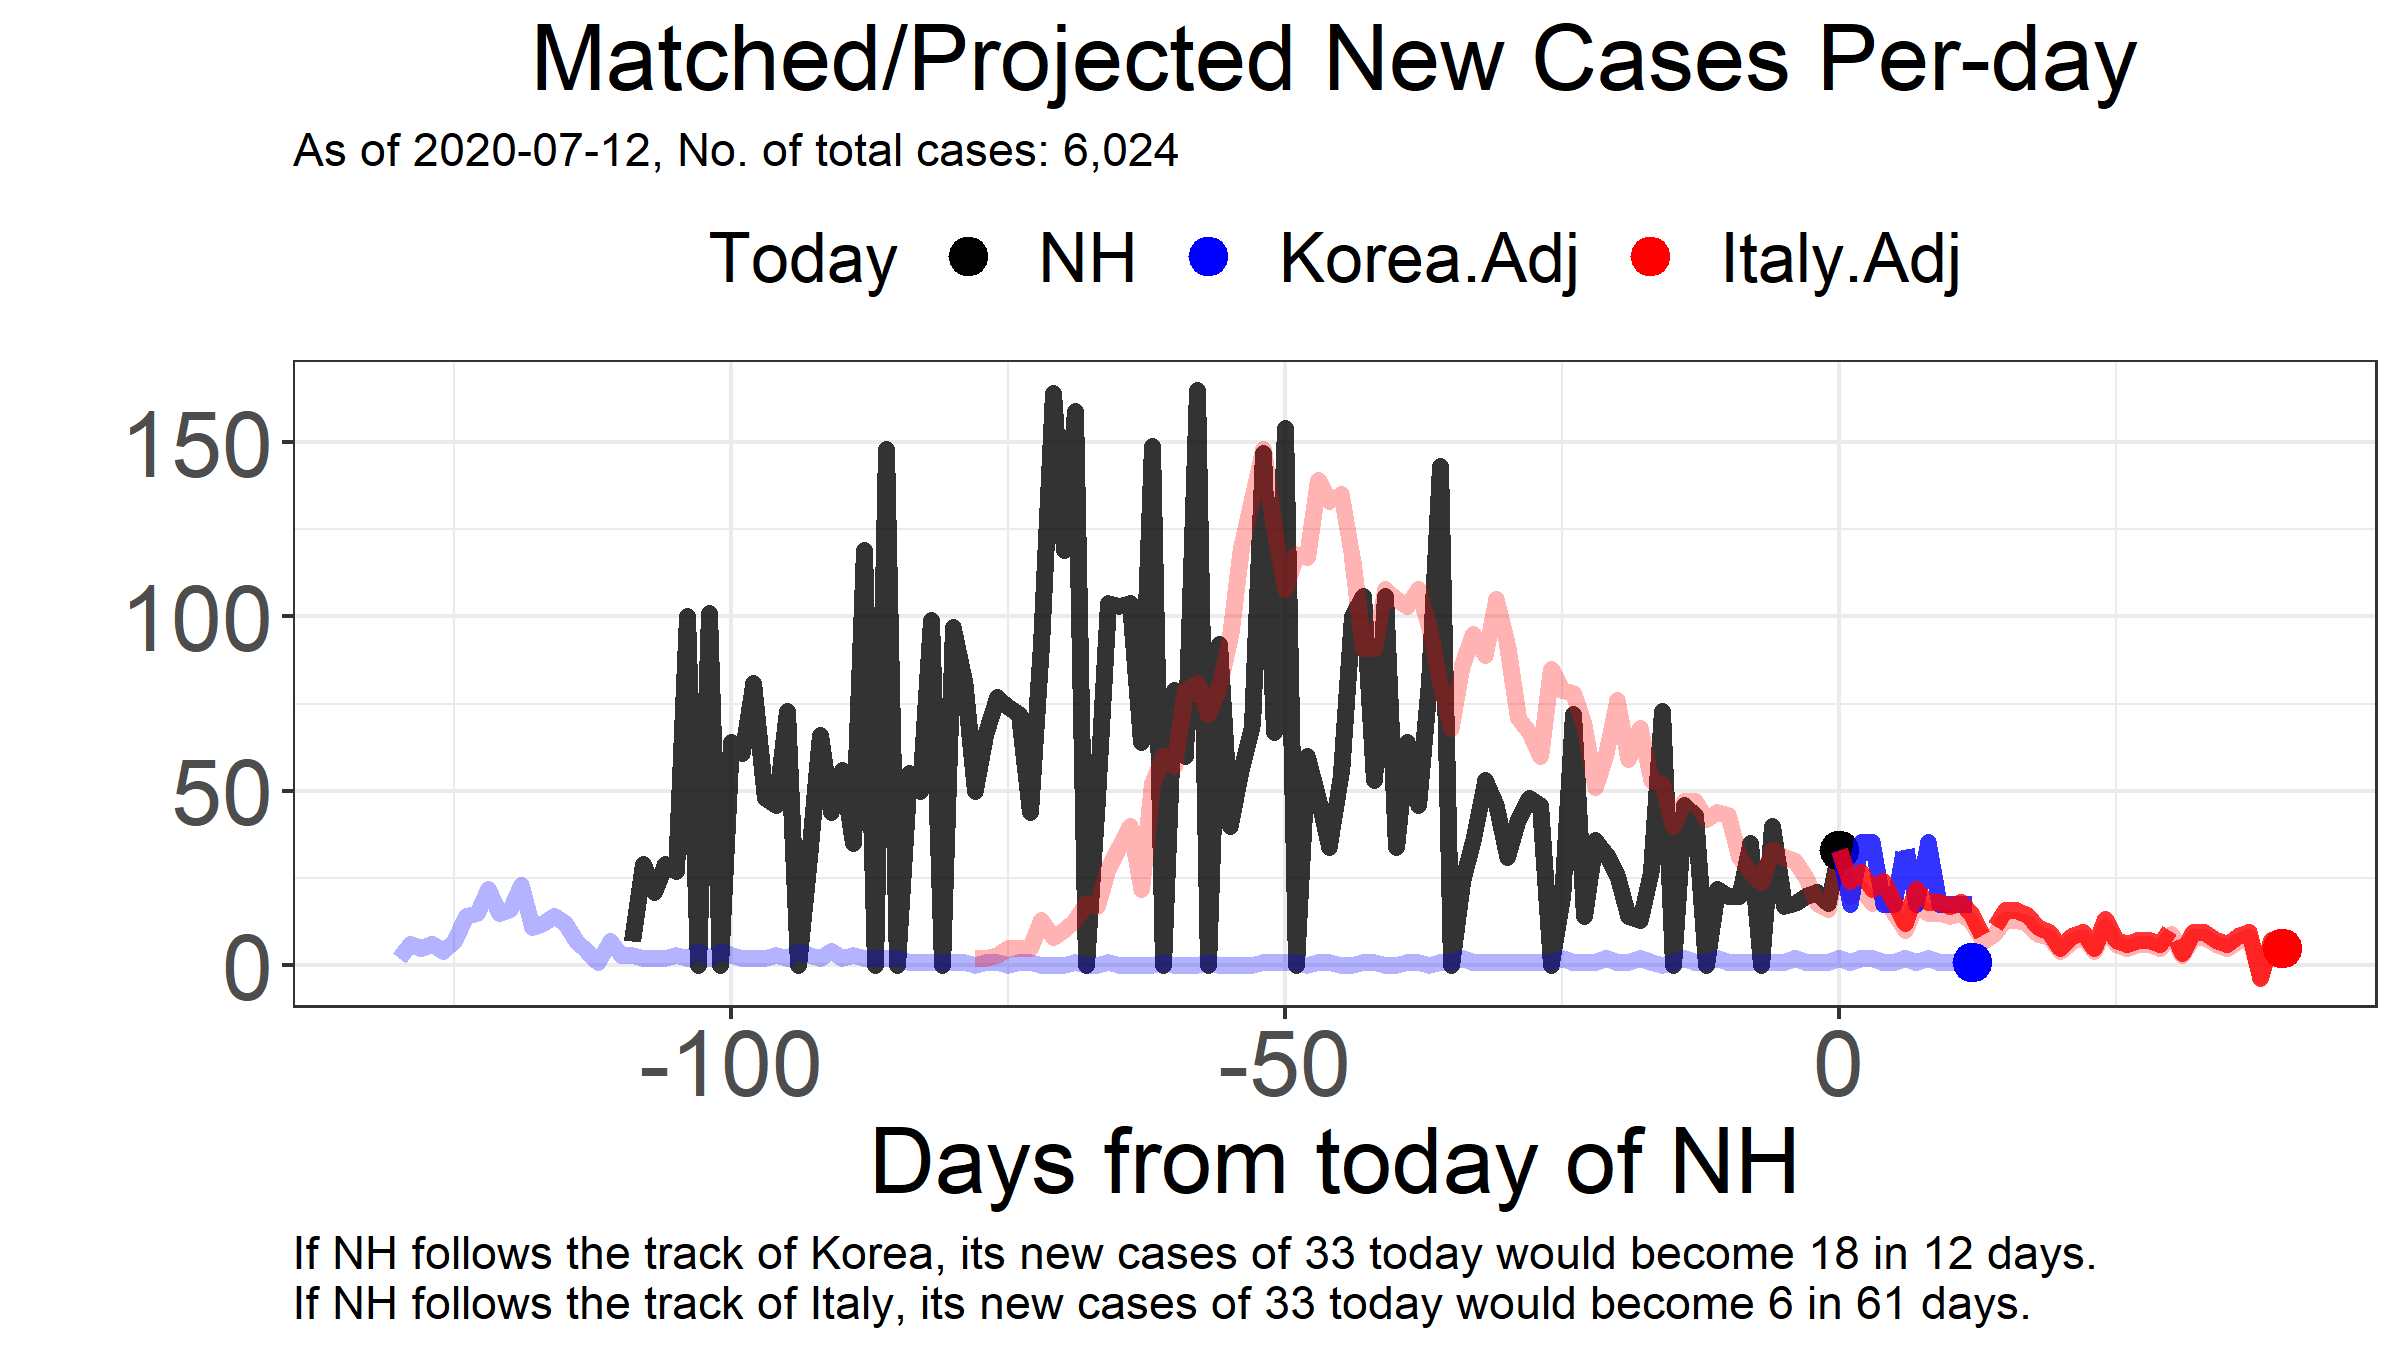 Matched/Projected New Cases Per-day
As of 2020-07-12, No. of total cases: 6,024
Today NH Korea.Adj Italy.Adj
150
100
50
0
-100 -50 0
Days from today of NH
If NH follows the track of Korea, its new cases of 33 today would become 18 in 12 days.
If NH follows the track of Italy, its new cases of 33 today would become 6 in 61 days.